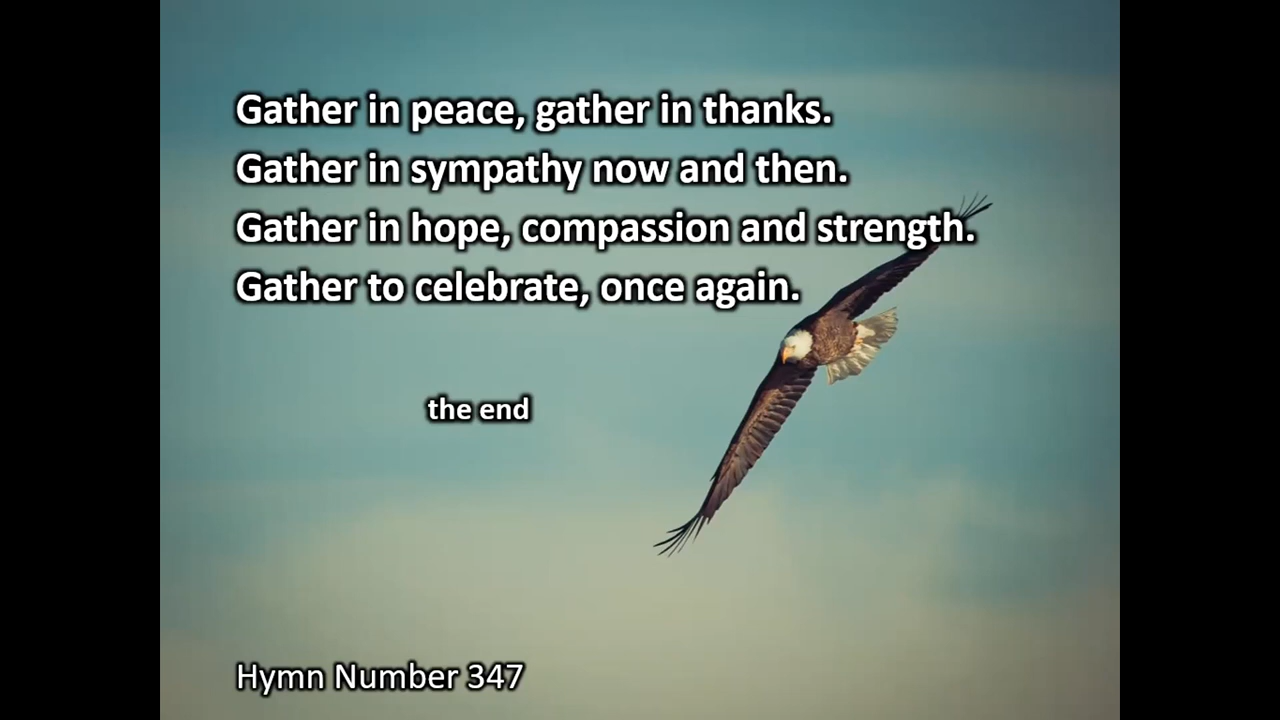 Gather in peace, gather in thanks.
Gather in sympathy now and then.
Gather in hope, compassion and strength.
Gather to celebrate, once again.
the end
Hymn Number 347